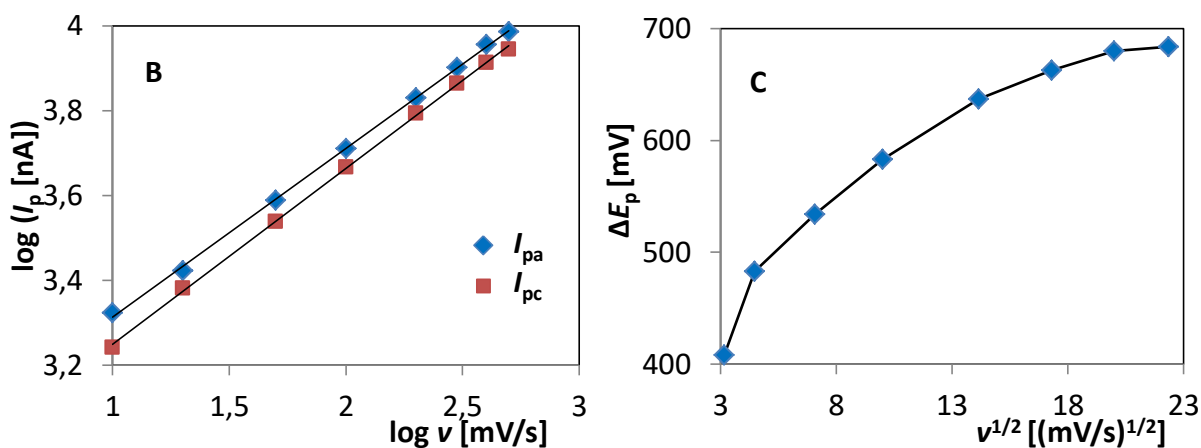 B
4
3,8
3,6
3,4
3,2
log (Ip [nA])
Ipa
Ipc
1
1,5
2
2,5
3
log v [mV/s]
C
700
600
500
400
ΔEp [mV]
3
8
13
18
23
v1/2 [(mV/s)1/2]